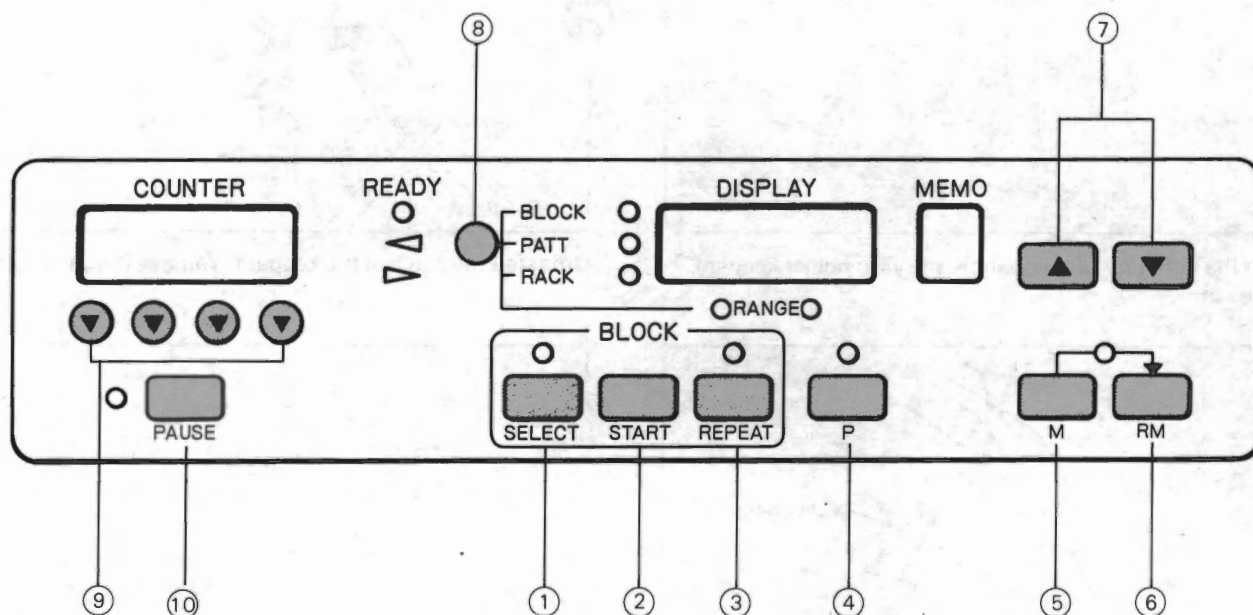 ⑧ ⑦
COUNTER READY DISPLAY MEMO
BLOCK
PATT
RACK
RANGE
BLOCK
SELECT START REPEAT P M RM
PAUSE
⑨ ⑩ ① ② ③ ④ ⑤ ⑥